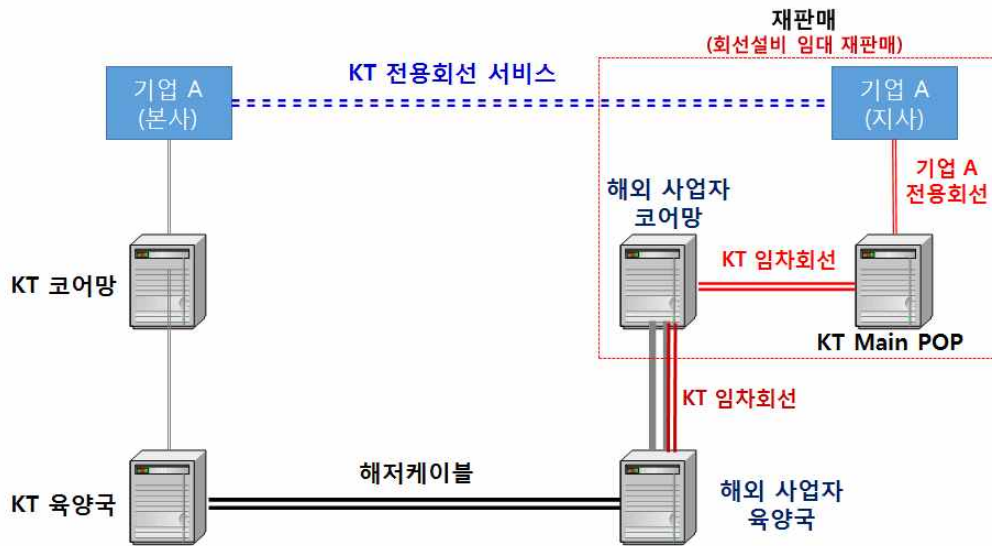 재판매
(회선설비 임대 재판매)
KT 전용회선 서비스
기업 A
(본사)
기업 A
(지사)
기업 A
전용회선
해외 사업자
코어망
KT 코어망
KT 임차회선
KT Main POP
KT 임차회선
해저케이블
KT 육양국
해외 사업자
육양국